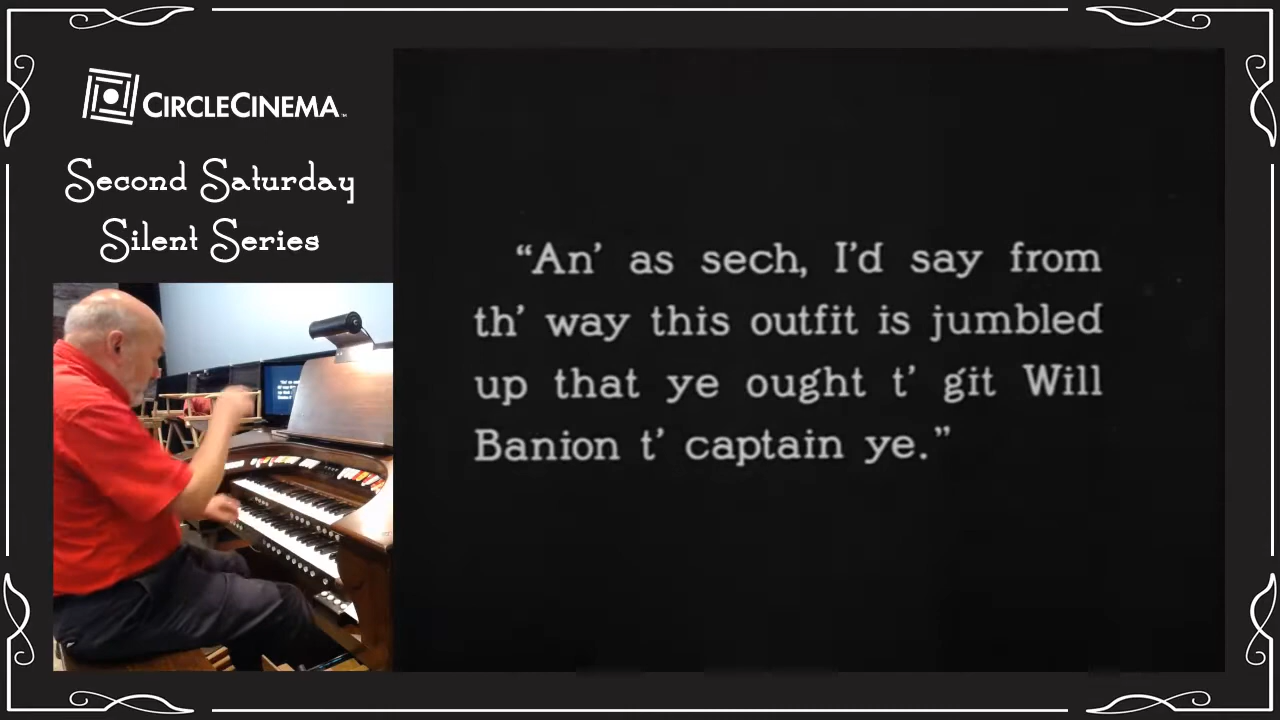 CIRCLECINEMA
Second Saturday
Silent Series
“An’ as sech, I’d say from
th’ way this outfit is jumbled
up that ye ought t’ git Will
Banion t’ captain ye.”